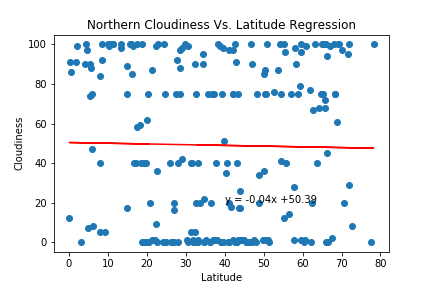 Northern Cloudiness Vs. Latitude Regression
Cloudiness
100
80
60
40
20
0
y = -0.04x +50.39
0 10 20 30 40 50 60 70 80
Latitude